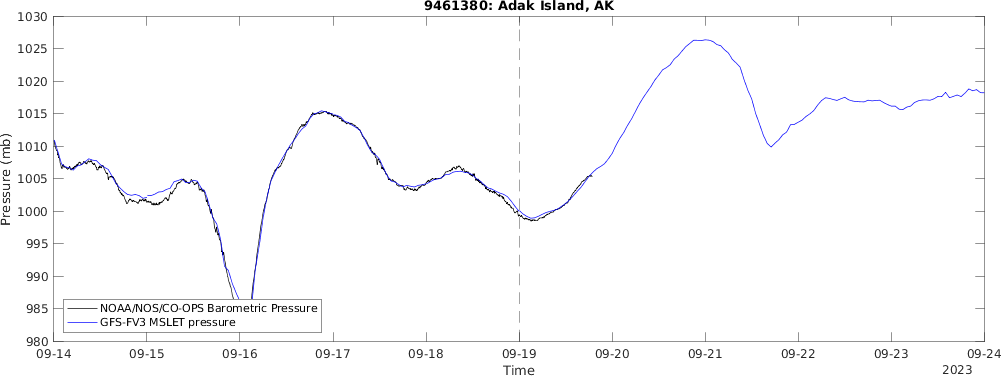 9461380: Adak Island, AK
Pressure (mb)
1030
1025
1020
1015
1010
1005
1000
995
990
985
980
NOAA/NOS/CO-OPS Barometric Pressure
GFS-FV3 MSLET pressure
09-14 09-15 09-16 09-17 09-18 09-19 09-20 09-21 09-22 09-23 09-24
Time
2023